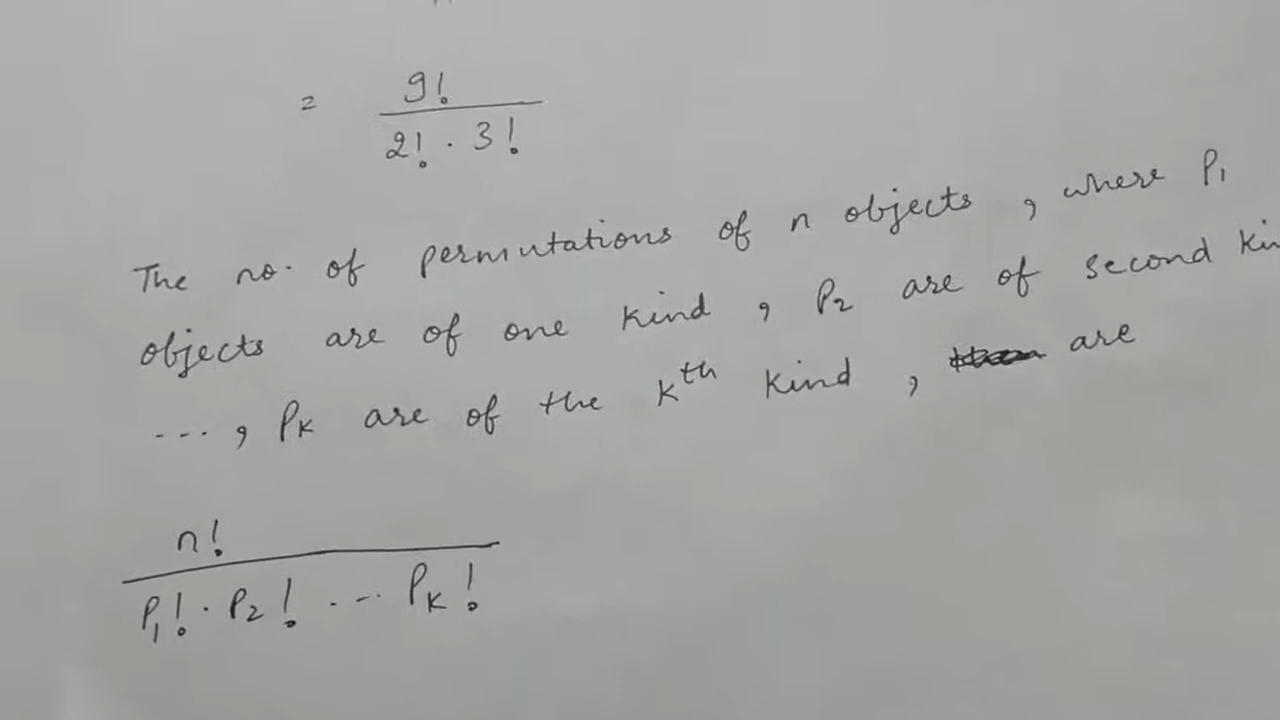 = 9! / 2! · 3!
The no. of permutations of n objects, where P₁
objects are of one kind, P₂ are of second
---, Pₖ are of the kᵗʰ kind, are
n! / P₁! · P₂! ... Pₖ!